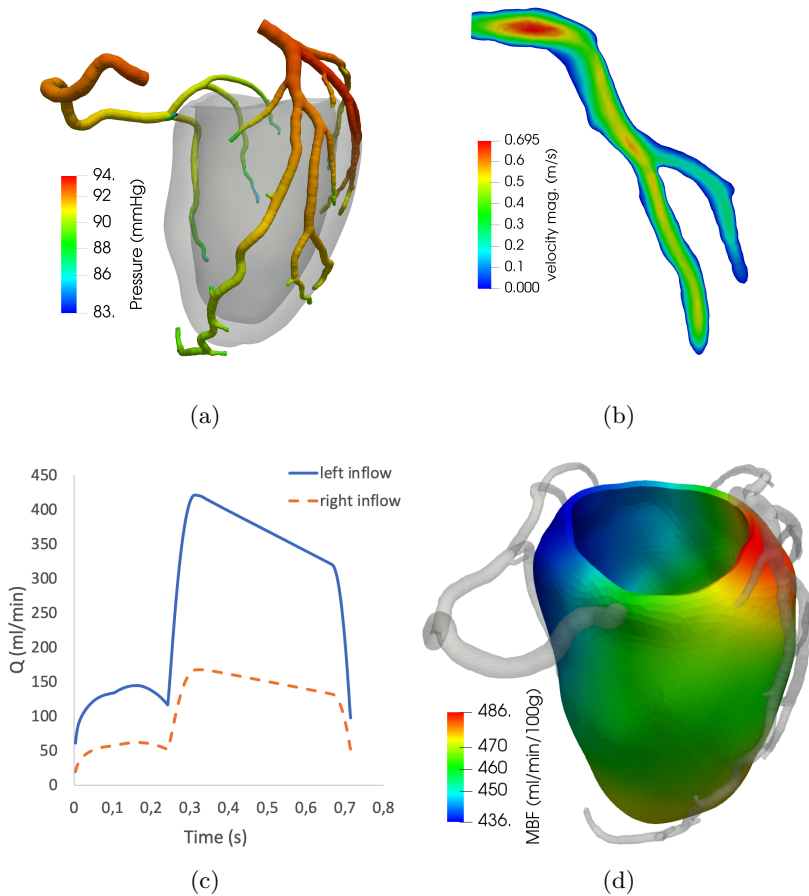 94.
92
90
88
86
83.
Pressure (mmHg)
0.695
0.6
0.5
0.4
0.3
0.2
0.1
0.000
velocity mag. (m/s)
(a)
(b)
left inflow
right inflow
450
400
350
300
250
200
150
100
50
0
Q (ml/min)
0 0,1 0,2 0,3 0,4 0,5 0,6 0,7 0,8
Time (s)
486.
470
460
450
436.
MBF (ml/min/100g)
(c)
(d)